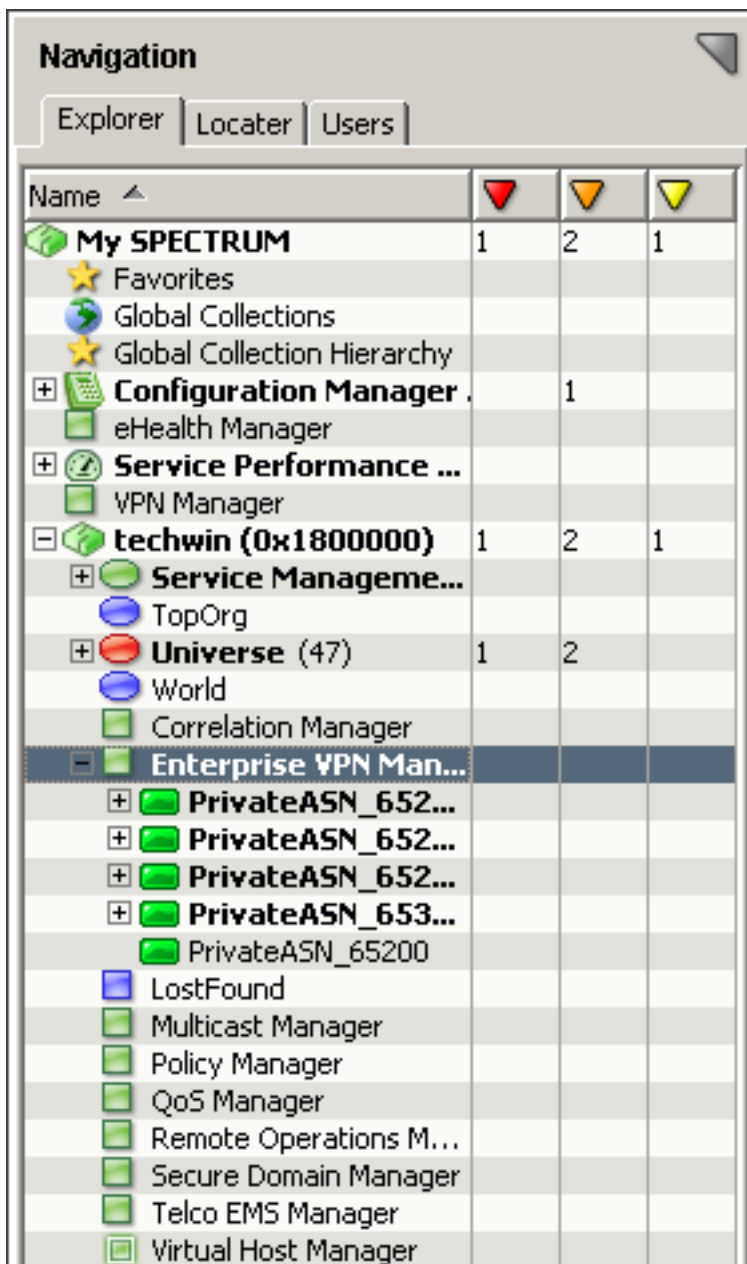 Navigation
Explorer Locater Users
Name
My SPECTRUM 1 2 1
Favorites
Global Collections
Global Collection Hierarchy
Configuration Manager . 1
eHealth Manager
Service Performance ...
VPN Manager
techwin (0x1800000) 1 2 1
Service Manageme...
TopOrg
Universe (47) 1 2
World
Correlation Manager
Enterprise VPN Man...
PrivateASN_652...
PrivateASN_652...
PrivateASN_652...
PrivateASN_653...
PrivateASN_65200
LostFound
Multicast Manager
Policy Manager
QoS Manager
Remote Operations M...
Secure Domain Manager
Telco EMS Manager
Virtual Host Manager